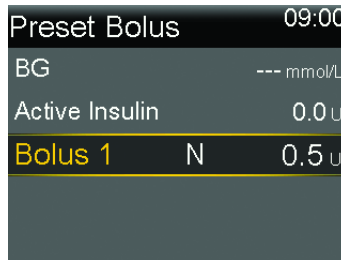 Preset Bolus 09:00
BG --- mmol/L
Active Insulin 0.0 U
Bolus 1 N 0.5 U